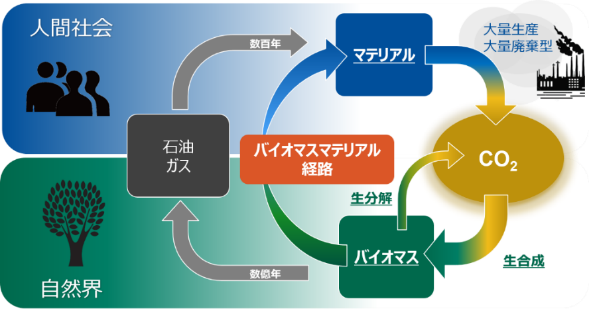 人間社会
数百年
マテリアル
大量生産
大量廃棄型
石油
ガス
バイオマスマテリアル
経路
CO₂
生分解
バイオマス
生合成
数億年
自然界